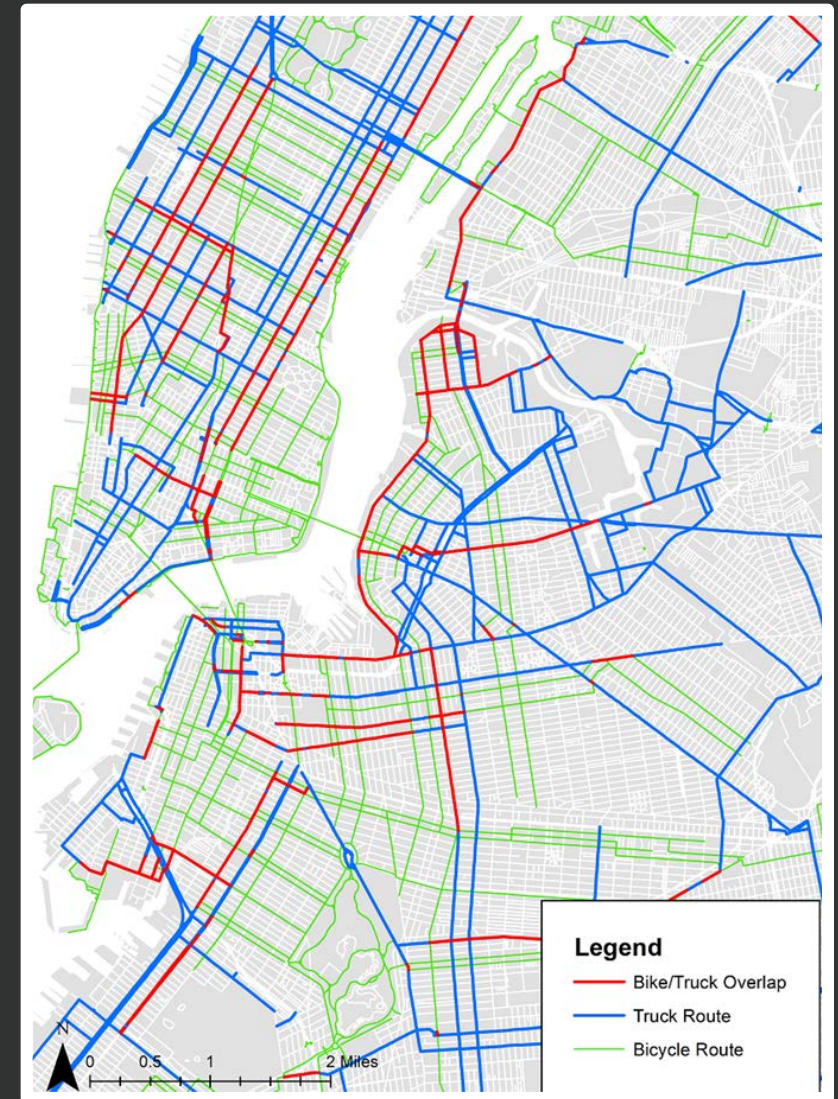 Legend
Bike/Truck Overlap
Truck Route
Bicycle Route
N
0 0.5 1 2 Miles